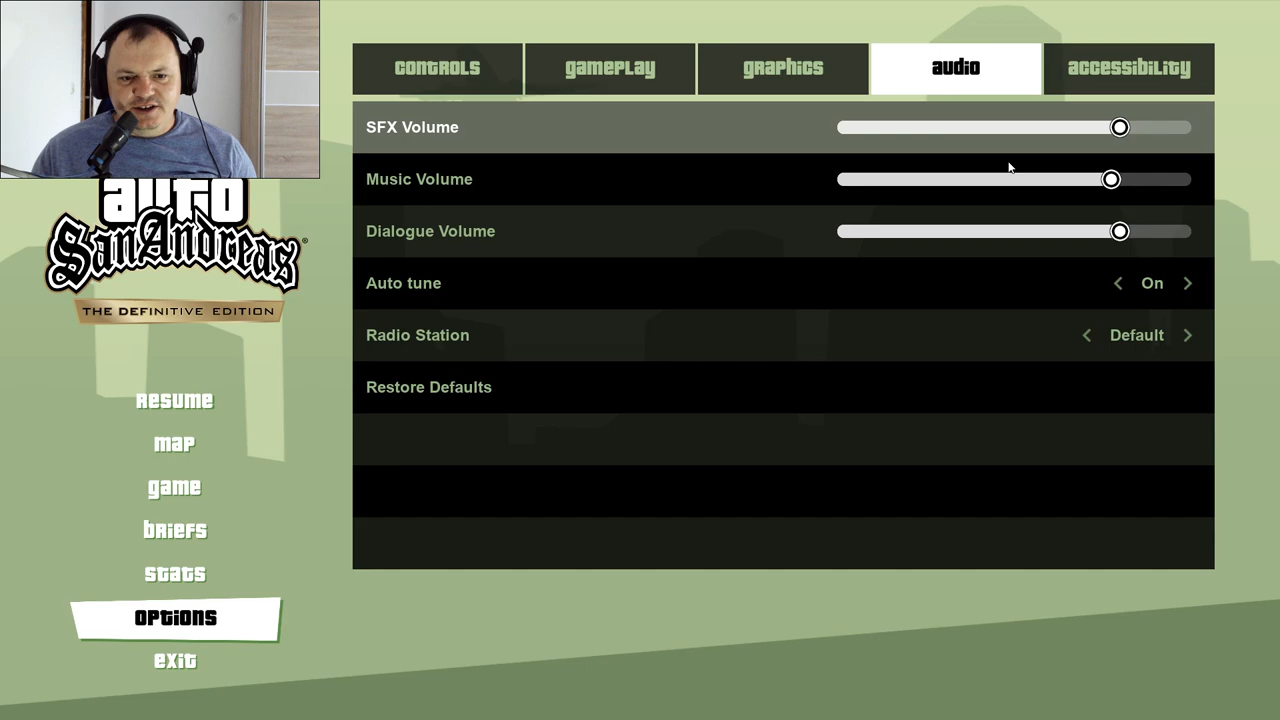 controls
gameplay
graphics
audio
accessibility
SFX Volume
Music Volume
Dialogue Volume
Auto tune
On
Radio Station
Default
Restore Defaults
auto
San Andreas
THE DEFINITIVE EDITION
resume
map
game
briefs
stats
options
exit